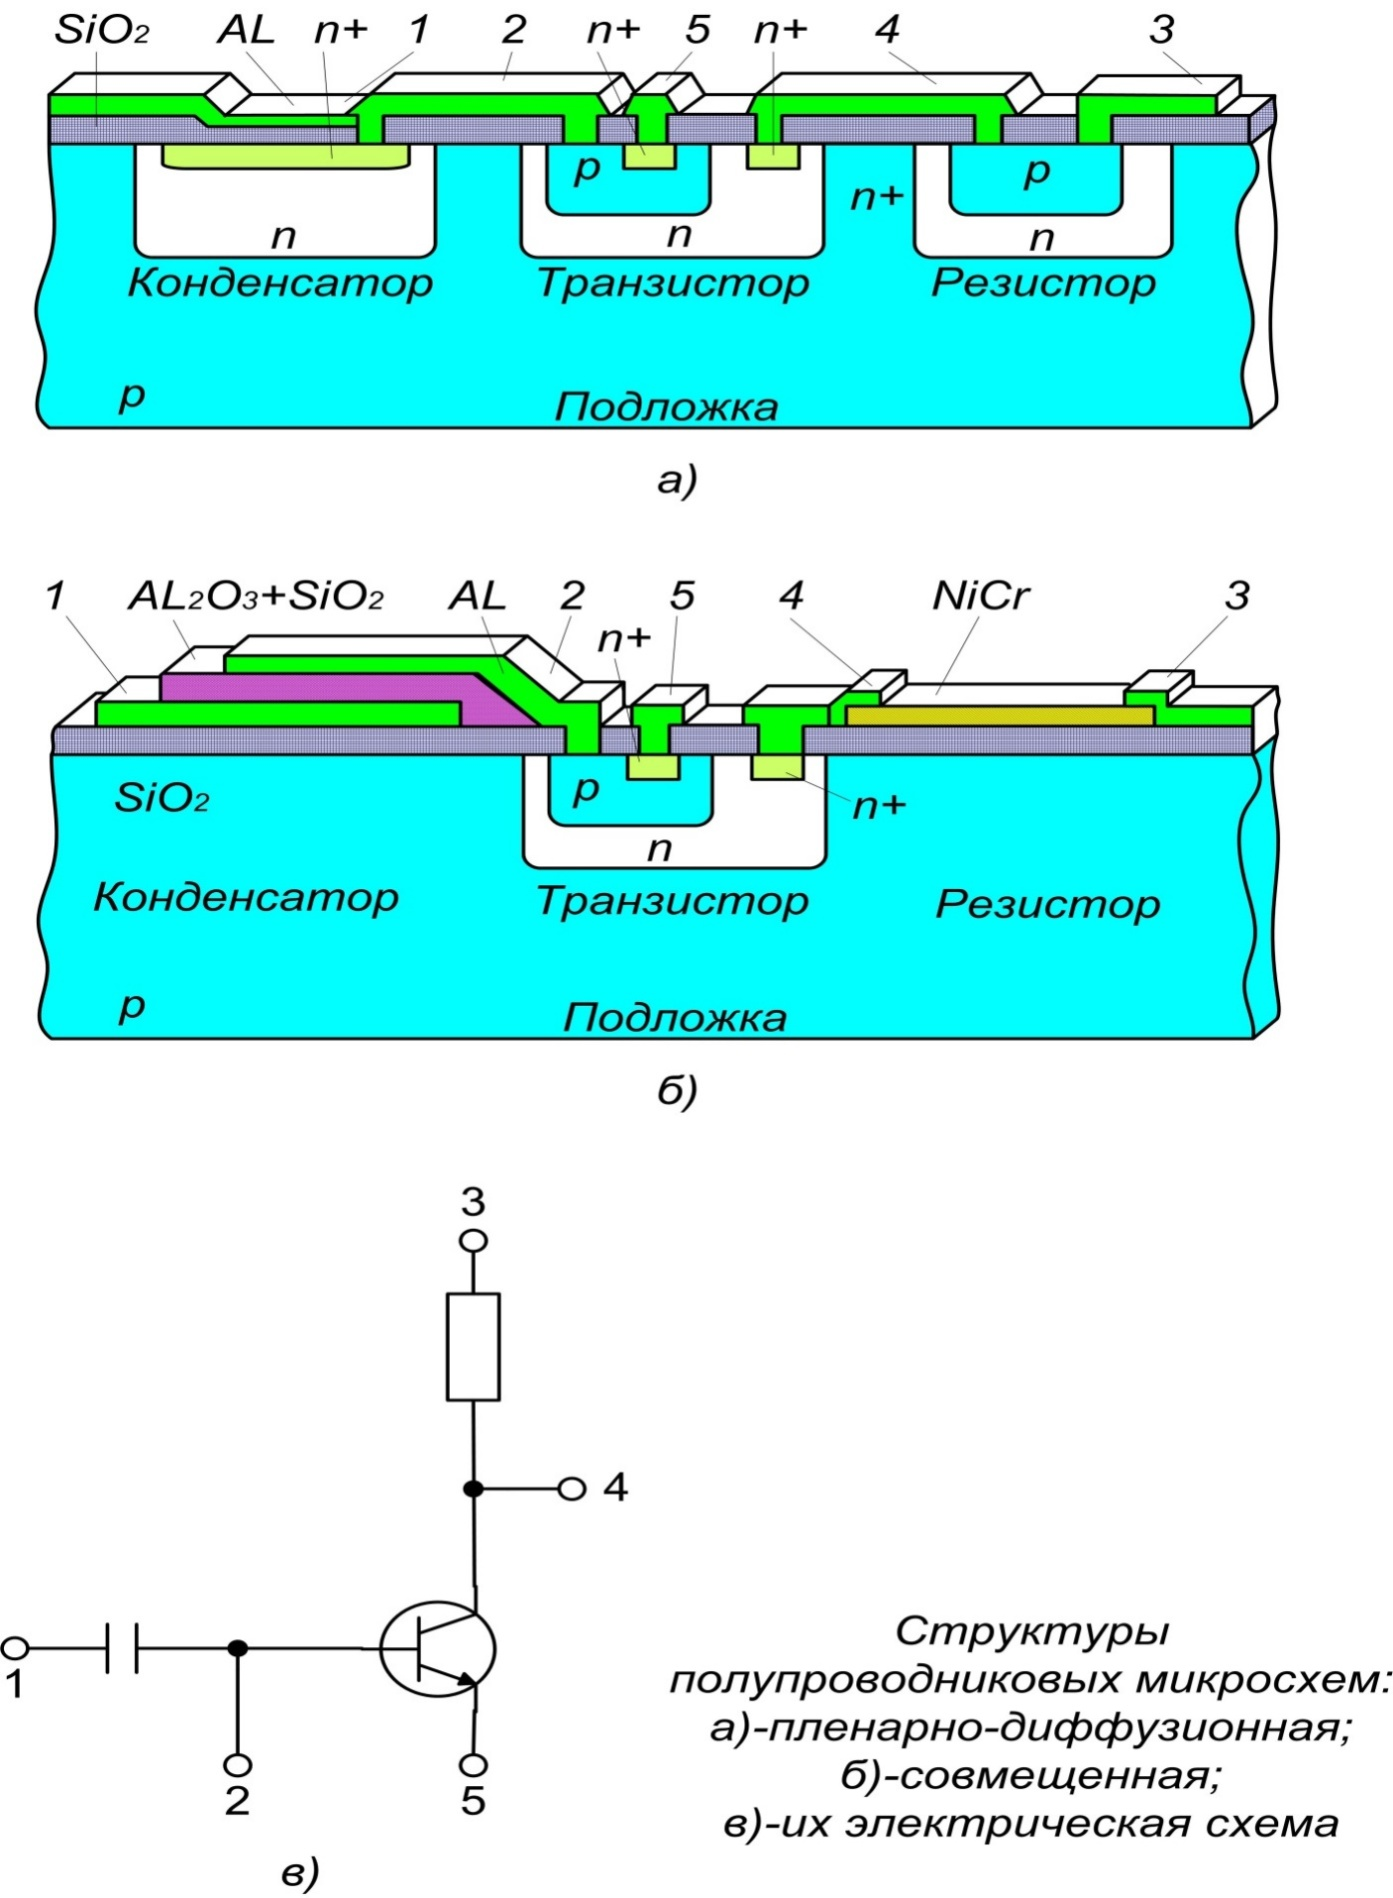 SiO2 AL n+ 1 2 n+ 5 n+ 4 3
p n+ p
n n n
Конденсатор Транзистор Резистор
p Подложка
а)
1 AL2O3+SiO2 AL 2 n+ 5 4 NiCr 3
SiO2 p n+
n
Конденсатор Транзистор Резистор
p Подложка
б)
3
4
1
2 5
в)
Структуры
полупроводниковых микросхем:
а)-пленарно-диффузионная;
б)-совмещенная;
в)-их электрическая схема